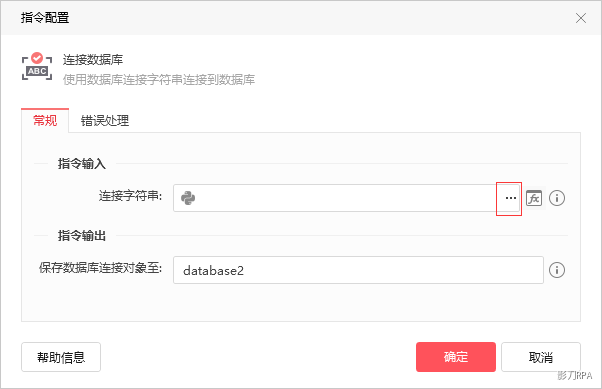 指令配置
ABC
连接数据库
使用数据库连接字符串连接到数据库
常规 错误处理
指令输入
连接字符串: ... fx
指令输出
保存数据库连接对象至: database2
帮助信息 确定 取消
影刀RPA